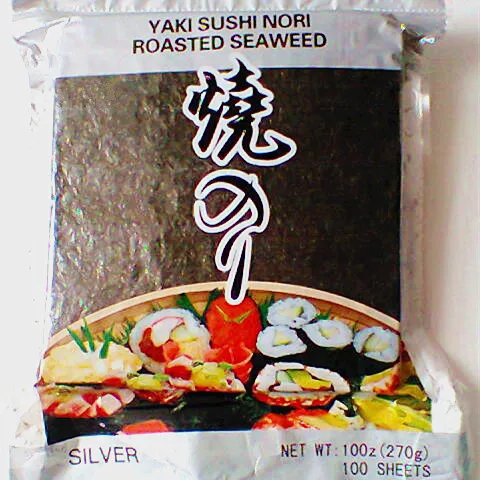 YAKI SUSHI NORI
ROASTED SEAWEED
焼のり
SILVER
NET WT:10oz(270g)
100 SHEETS